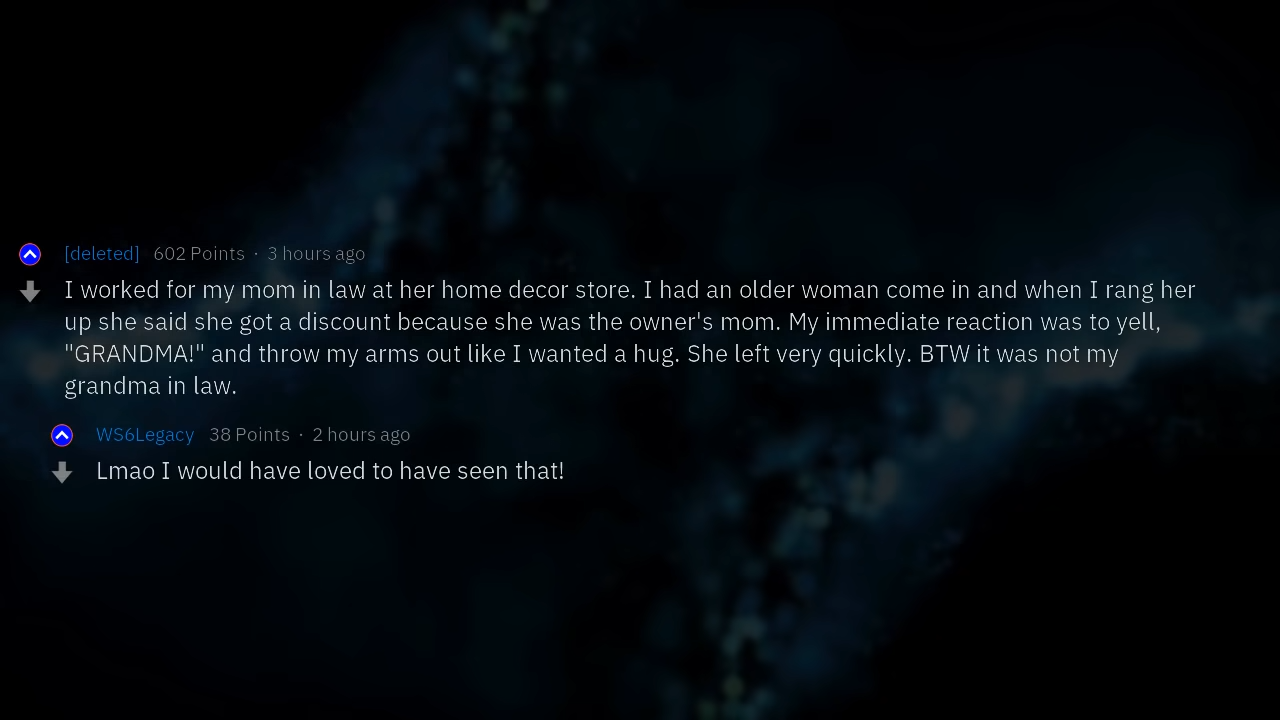 [deleted] 602 Points · 3 hours ago
I worked for my mom in law at her home decor store. I had an older woman come in and when I rang her
up she said she got a discount because she was the owner's mom. My immediate reaction was to yell,
"GRANDMA!" and throw my arms out like I wanted a hug. She left very quickly. BTW it was not my
grandma in law.
WS6Legacy 38 Points · 2 hours ago
Lmao I would have loved to have seen that!